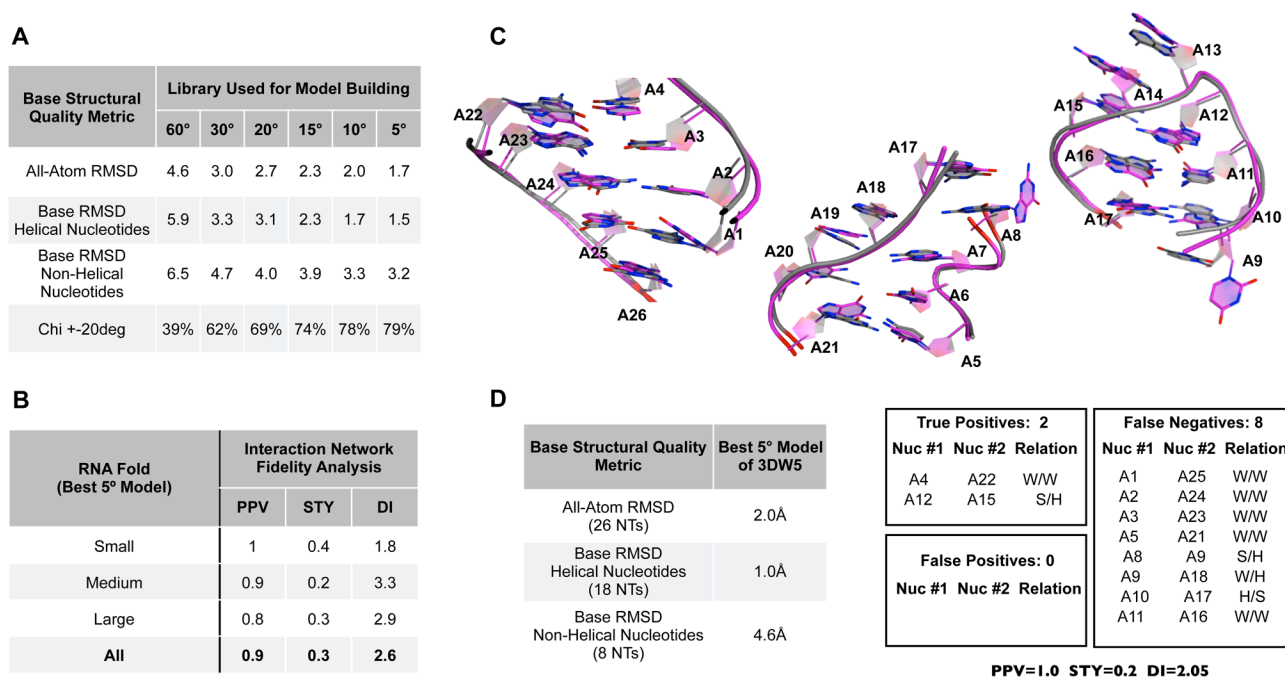 A
Base Structural Quality Metric | Library Used for Model Building
60° 30° 20° 15° 10° 5°
All-Atom RMSD 4.6 3.0 2.7 2.3 2.0 1.7
Base RMSD Helical Nucleotides 5.9 3.3 3.1 2.3 1.7 1.5
Base RMSD Non-Helical Nucleotides 6.5 4.7 4.0 3.9 3.3 3.2
Chi +-20deg 39% 62% 69% 74% 78% 79%
B
RNA Fold (Best 5º Model) | Interaction Network Fidelity Analysis
PPV STY DI
Small 1 0.4 1.8
Medium 0.9 0.2 3.3
Large 0.8 0.3 2.9
All 0.9 0.3 2.6
C
A4
A22
A3
A23
A2
A24
A1
A25
A26
A17
A18
A19
A8
A20
A7
A6
A21
A5
A13
A14
A15
A12
A16
A11
A17
A10
A9
D
Base Structural Quality Metric | Best 5° Model of 3DW5
All-Atom RMSD (26 NTs) 2.0Å
Base RMSD Helical Nucleotides (18 NTs) 1.0Å
Base RMSD Non-Helical Nucleotides (8 NTs) 4.6Å
True Positives: 2
Nuc #1 Nuc #2 Relation
A4 A22 W/W
A12 A15 S/H
False Positives: 0
Nuc #1 Nuc #2 Relation
False Negatives: 8
Nuc #1 Nuc #2 Relation
A1 A25 W/W
A2 A24 W/W
A3 A23 W/W
A5 A21 W/W
A8 A9 S/H
A9 A18 W/H
A10 A17 H/S
A11 A16 W/W
PPV=1.0 STY=0.2 DI=2.05